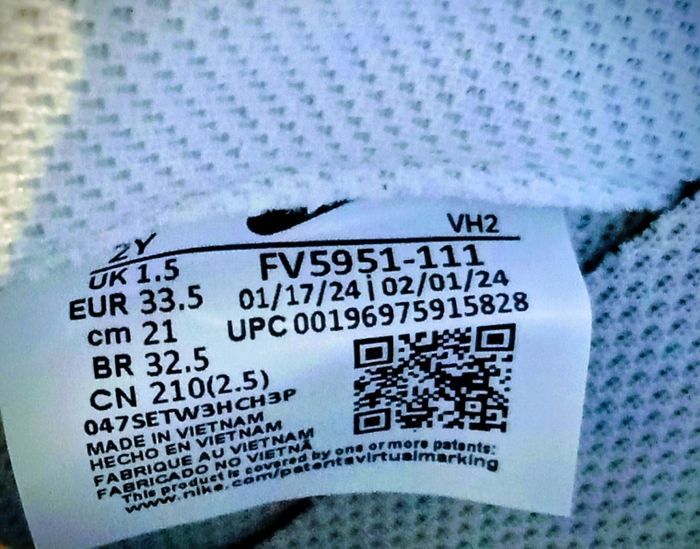 VH2
2Y
UK 1.5
EUR 33.5
cm 21
BR 32.5
CN 210(2.5)
FV5951-111
01/17/24 | 02/01/24
UPC 00196975915828
047SETW3HCH3P
MADE IN VIETNAM
HECHO EN VIETNAM
FABRIQUE AU VIETNAM
FABRICADO NO VIETNÃ
This product is covered by one or more patents:
www.nike.com/patentsvirtualmarking